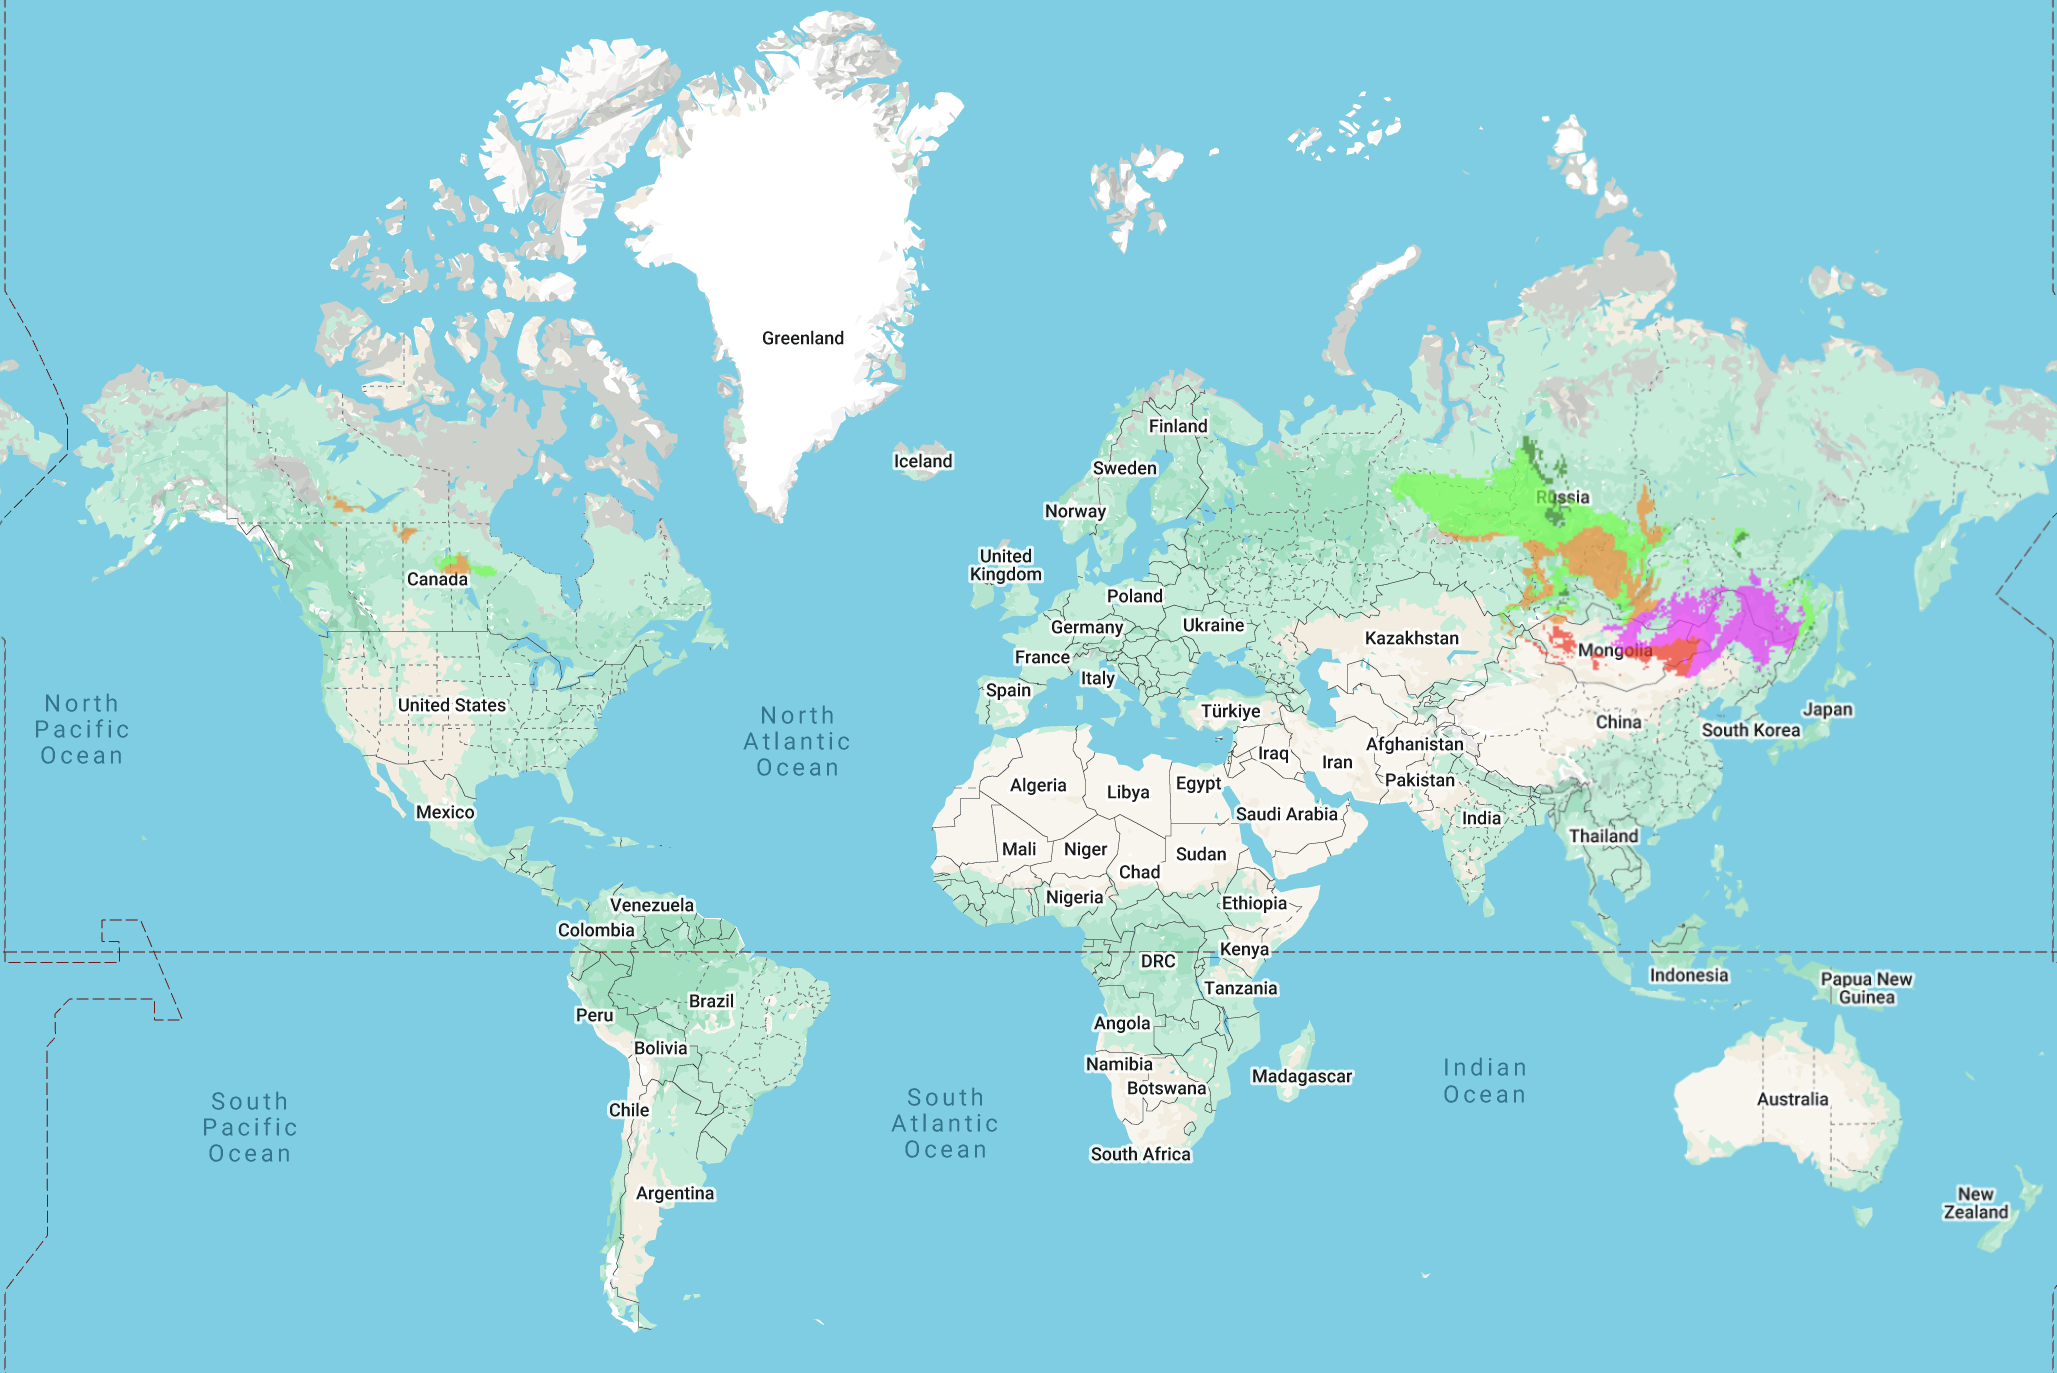 Greenland
Iceland
Finland
Sweden
Norway
Russia
United
Kingdom
Canada
Poland
Germany
Ukraine
Kazakhstan
France
Mongolia
Italy
Spain
North
Pacific
Ocean
United States
North
Atlantic
Ocean
Türkiye
Japan
China
South Korea
Afghanistan
Iraq
Iran
Algeria
Libya
Egypt
Pakistan
Mexico
Saudi Arabia
India
Thailand
Mali
Niger
Sudan
Chad
Venezuela
Nigeria
Ethiopia
Colombia
Kenya
DRC
Indonesia
Papua New
Guinea
Tanzania
Brazil
Peru
Angola
Bolivia
Namibia
Botswana
Madagascar
Indian
Ocean
South
Pacific
Ocean
South
Atlantic
Ocean
Chile
Australia
South Africa
Argentina
New
Zealand